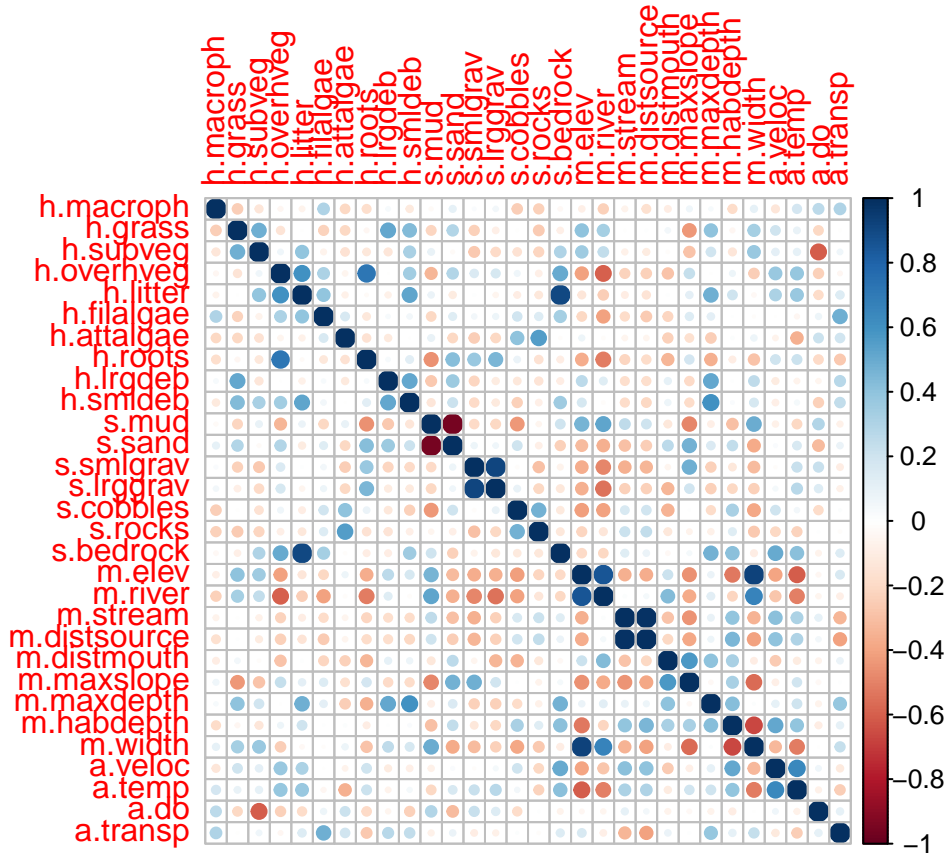 h.macroph
h.grass
h.subveg
h.overhveg
h.litter
h.filalgae
h.attalgae
h.roots
h.lrgdeb
h.smldeb
s.mud
s.sand
s.smlgrav
s.lrggrav
s.cobbles
s.rocks
s.bedrock
m.elev
m.river
m.stream
m.distsource
m.distmouth
m.maxslope
m.maxdepth
m.habdepth
m.width
a.veloc
a.temp
a.do
a.transp
h.macroph
h.grass
h.subveg
h.overhveg
h.litter
h.filalgae
h.attalgae
h.roots
h.lrgdeb
h.smldeb
s.mud
s.sand
s.smlgrav
s.lrggrav
s.cobbles
s.rocks
s.bedrock
m.elev
m.river
m.stream
m.distsource
m.distmouth
m.maxslope
m.maxdepth
m.habdepth
m.width
a.veloc
a.temp
a.do
a.transp
1
0.8
0.6
0.4
0.2
0
−0.2
−0.4
−0.6
−0.8
−1